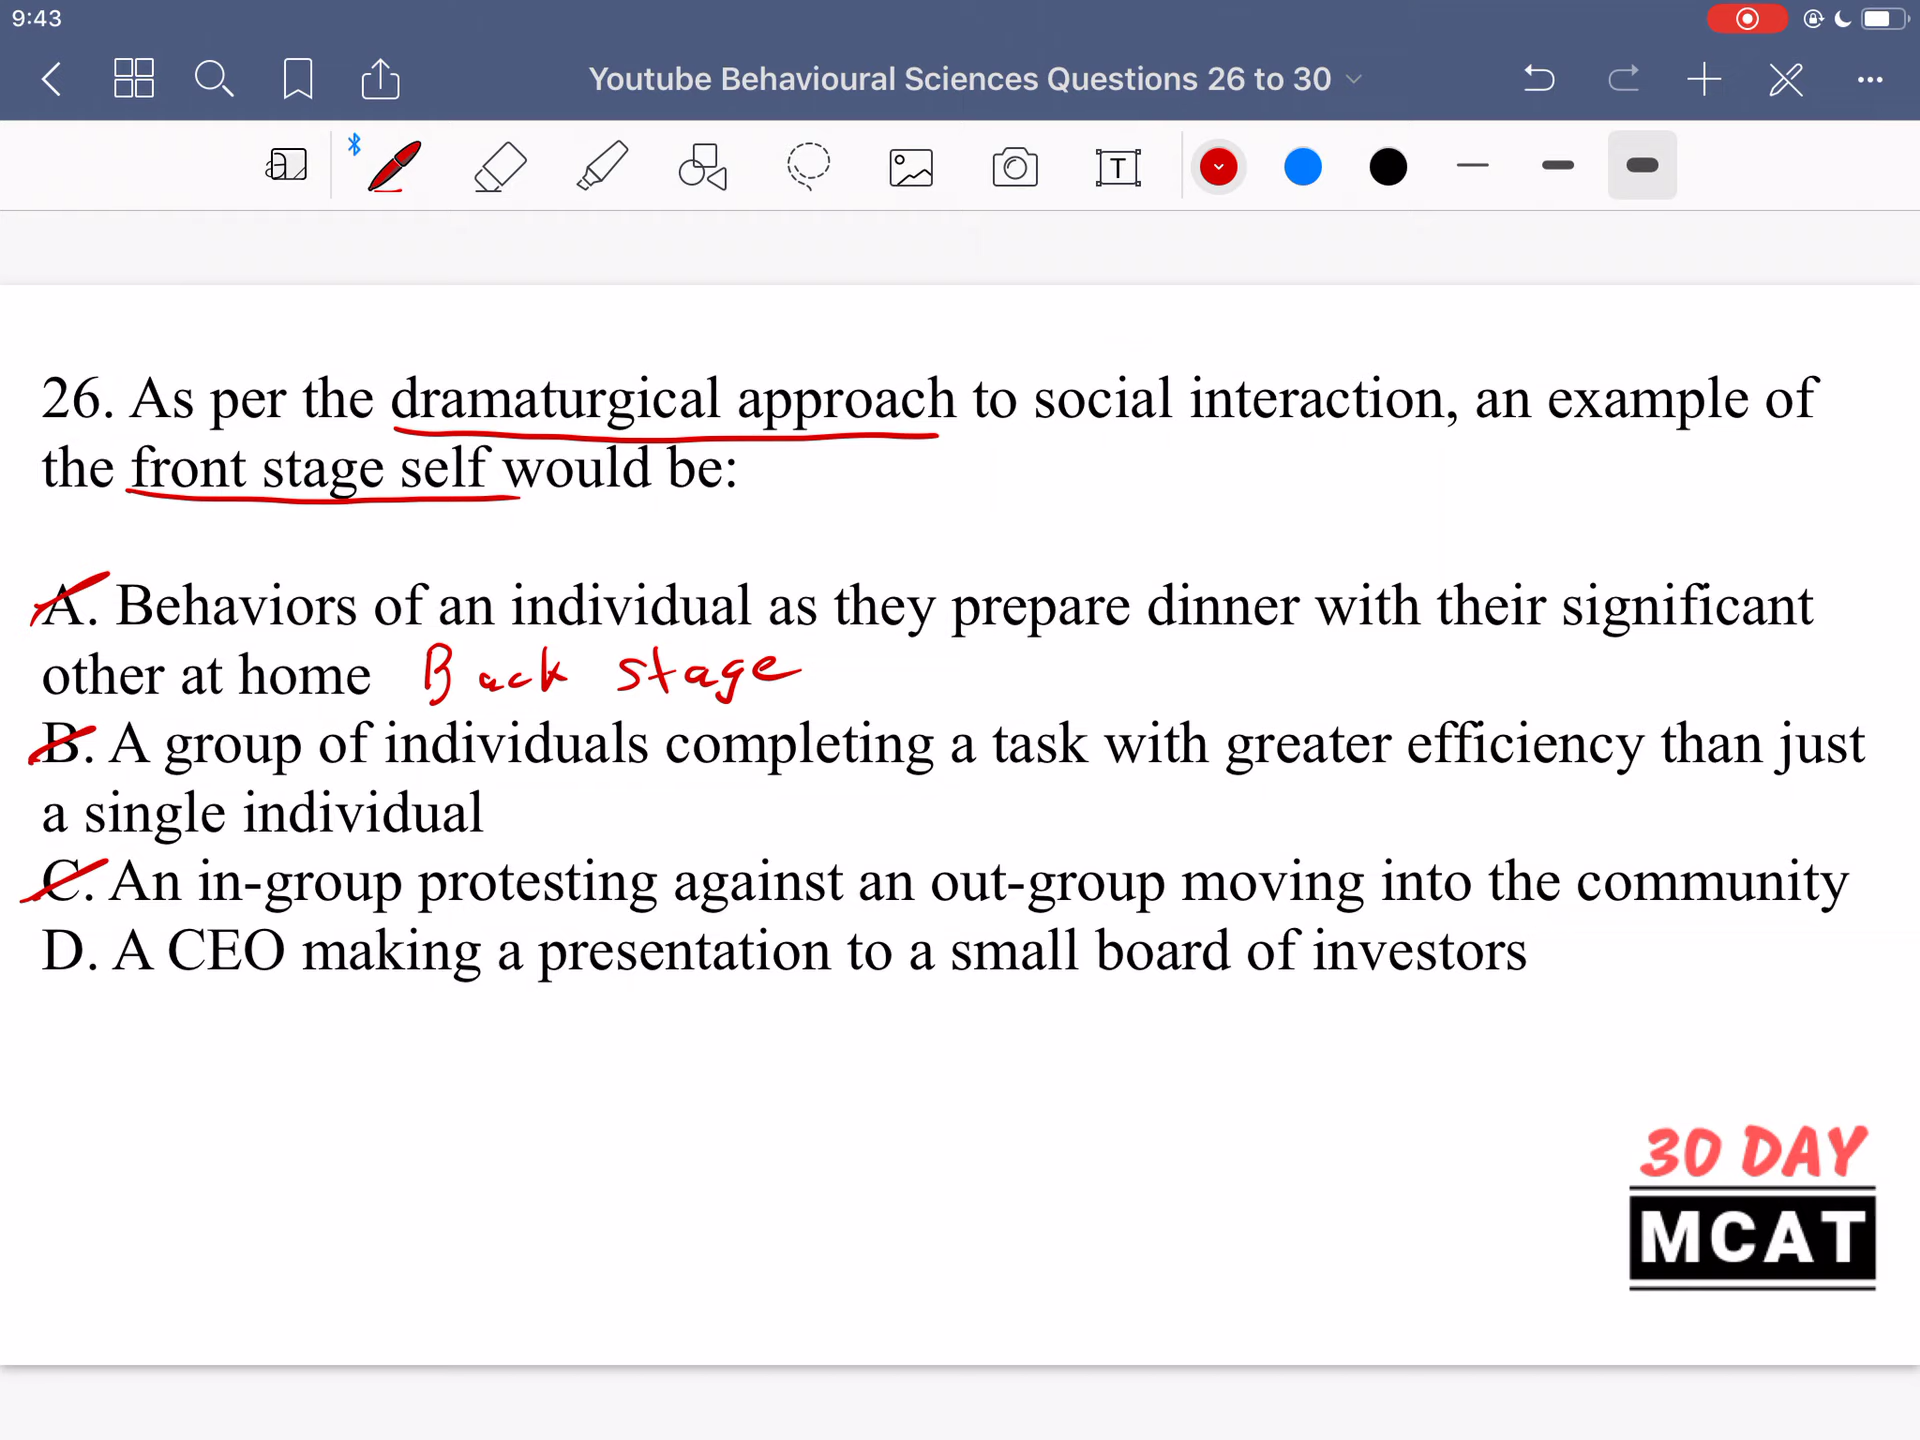 9:43
Youtube Behavioural Sciences Questions 26 to 30
T
26. As per the dramaturgical approach to social interaction, an example of
the front stage self would be:
A. Behaviors of an individual as they prepare dinner with their significant
other at home Back stage
B. A group of individuals completing a task with greater efficiency than just
a single individual
C. An in-group protesting against an out-group moving into the community
D. A CEO making a presentation to a small board of investors
30 DAY
MCAT